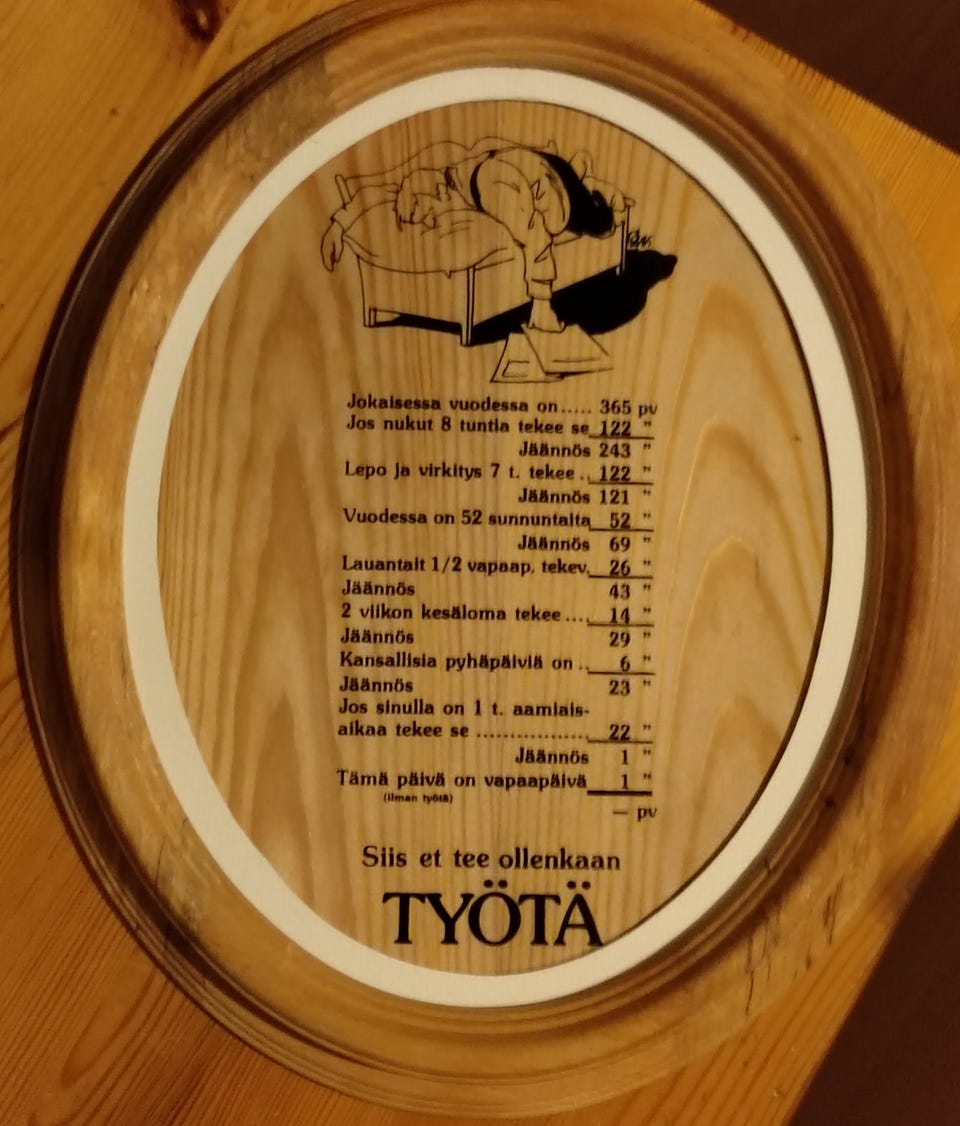 Jokaisessa vuodessa on..... 365 pv
Jos nukut 8 tuntia tekee se 122 "
Jäännös 243 "
Lepo ja virkitys 7 t. tekee .. 122 "
Jäännös 121 "
Vuodessa on 52 sunnuntaita 52 "
Jäännös 69 "
Lauantait 1/2 vapaap. tekev. 26 "
Jäännös 43 "
2 viikon kesäloma tekee .... 14 "
Jäännös 29 "
Kansallisia pyhäpäiviä on .. 6 "
Jäännös 23 "
Jos sinulla on 1 t. aamiais-
aikaa tekee se ................ 22 "
Jäännös 1 "
Tämä päivä on vapaapäivä 1 "
(ilman työtä)
— pv
Siis et tee ollenkaan
TYÖTÄ